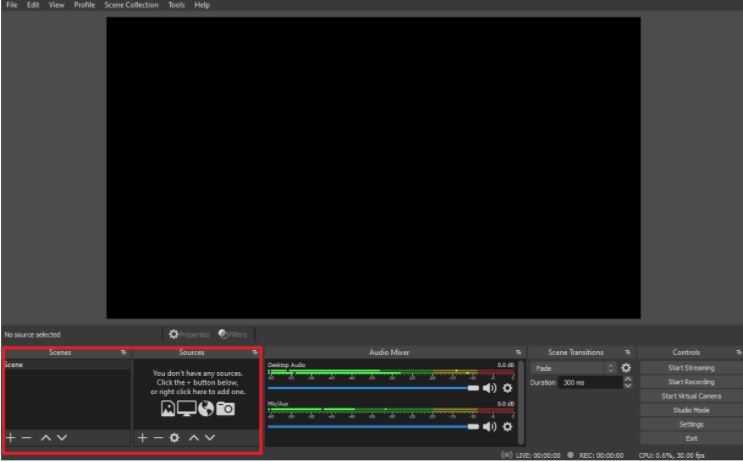 File Edit View Profile Scene Collection Tools Help
No source selected Properties Filters
Scenes Sources Audio Mixer Scene Transitions Controls
Scene
You don't have any sources.
Click the + button below,
or right click here to add one.
Desktop Audio 0.0 dB
Mic/Aux 0.0 dB
Fade
Duration 300 ms
Start Streaming
Start Recording
Start Virtual Camera
Studio Mode
Settings
Exit
LIVE: 00:00:00 REC: 00:00:00 CPU: 0.6%, 30.00 fps